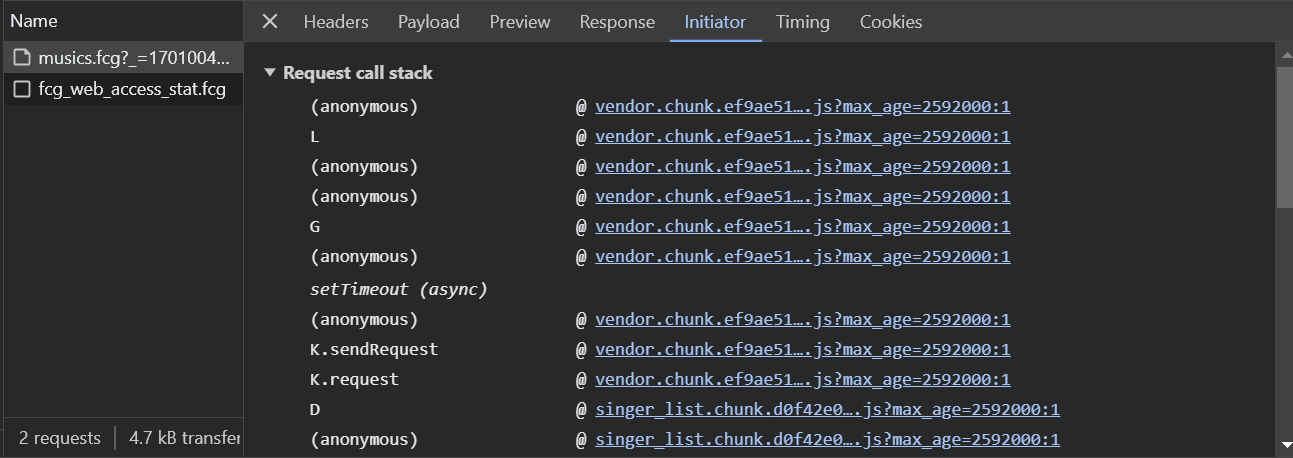 Name
musics.fcg?_=1701004...
fcg_web_access_stat.fcg
2 requests 4.7 kB transfer
Headers Payload Preview Response Initiator Timing Cookies
Request call stack
(anonymous) @ vendor.chunk.ef9ae51….js?max_age=2592000:1
L @ vendor.chunk.ef9ae51….js?max_age=2592000:1
(anonymous) @ vendor.chunk.ef9ae51….js?max_age=2592000:1
(anonymous) @ vendor.chunk.ef9ae51….js?max_age=2592000:1
G @ vendor.chunk.ef9ae51….js?max_age=2592000:1
(anonymous) @ vendor.chunk.ef9ae51….js?max_age=2592000:1
setTimeout (async)
(anonymous) @ vendor.chunk.ef9ae51….js?max_age=2592000:1
K.sendRequest @ vendor.chunk.ef9ae51….js?max_age=2592000:1
K.request @ vendor.chunk.ef9ae51….js?max_age=2592000:1
D @ singer_list.chunk.d0f42e0….js?max_age=2592000:1
(anonymous) @ singer_list.chunk.d0f42e0….js?max_age=2592000:1